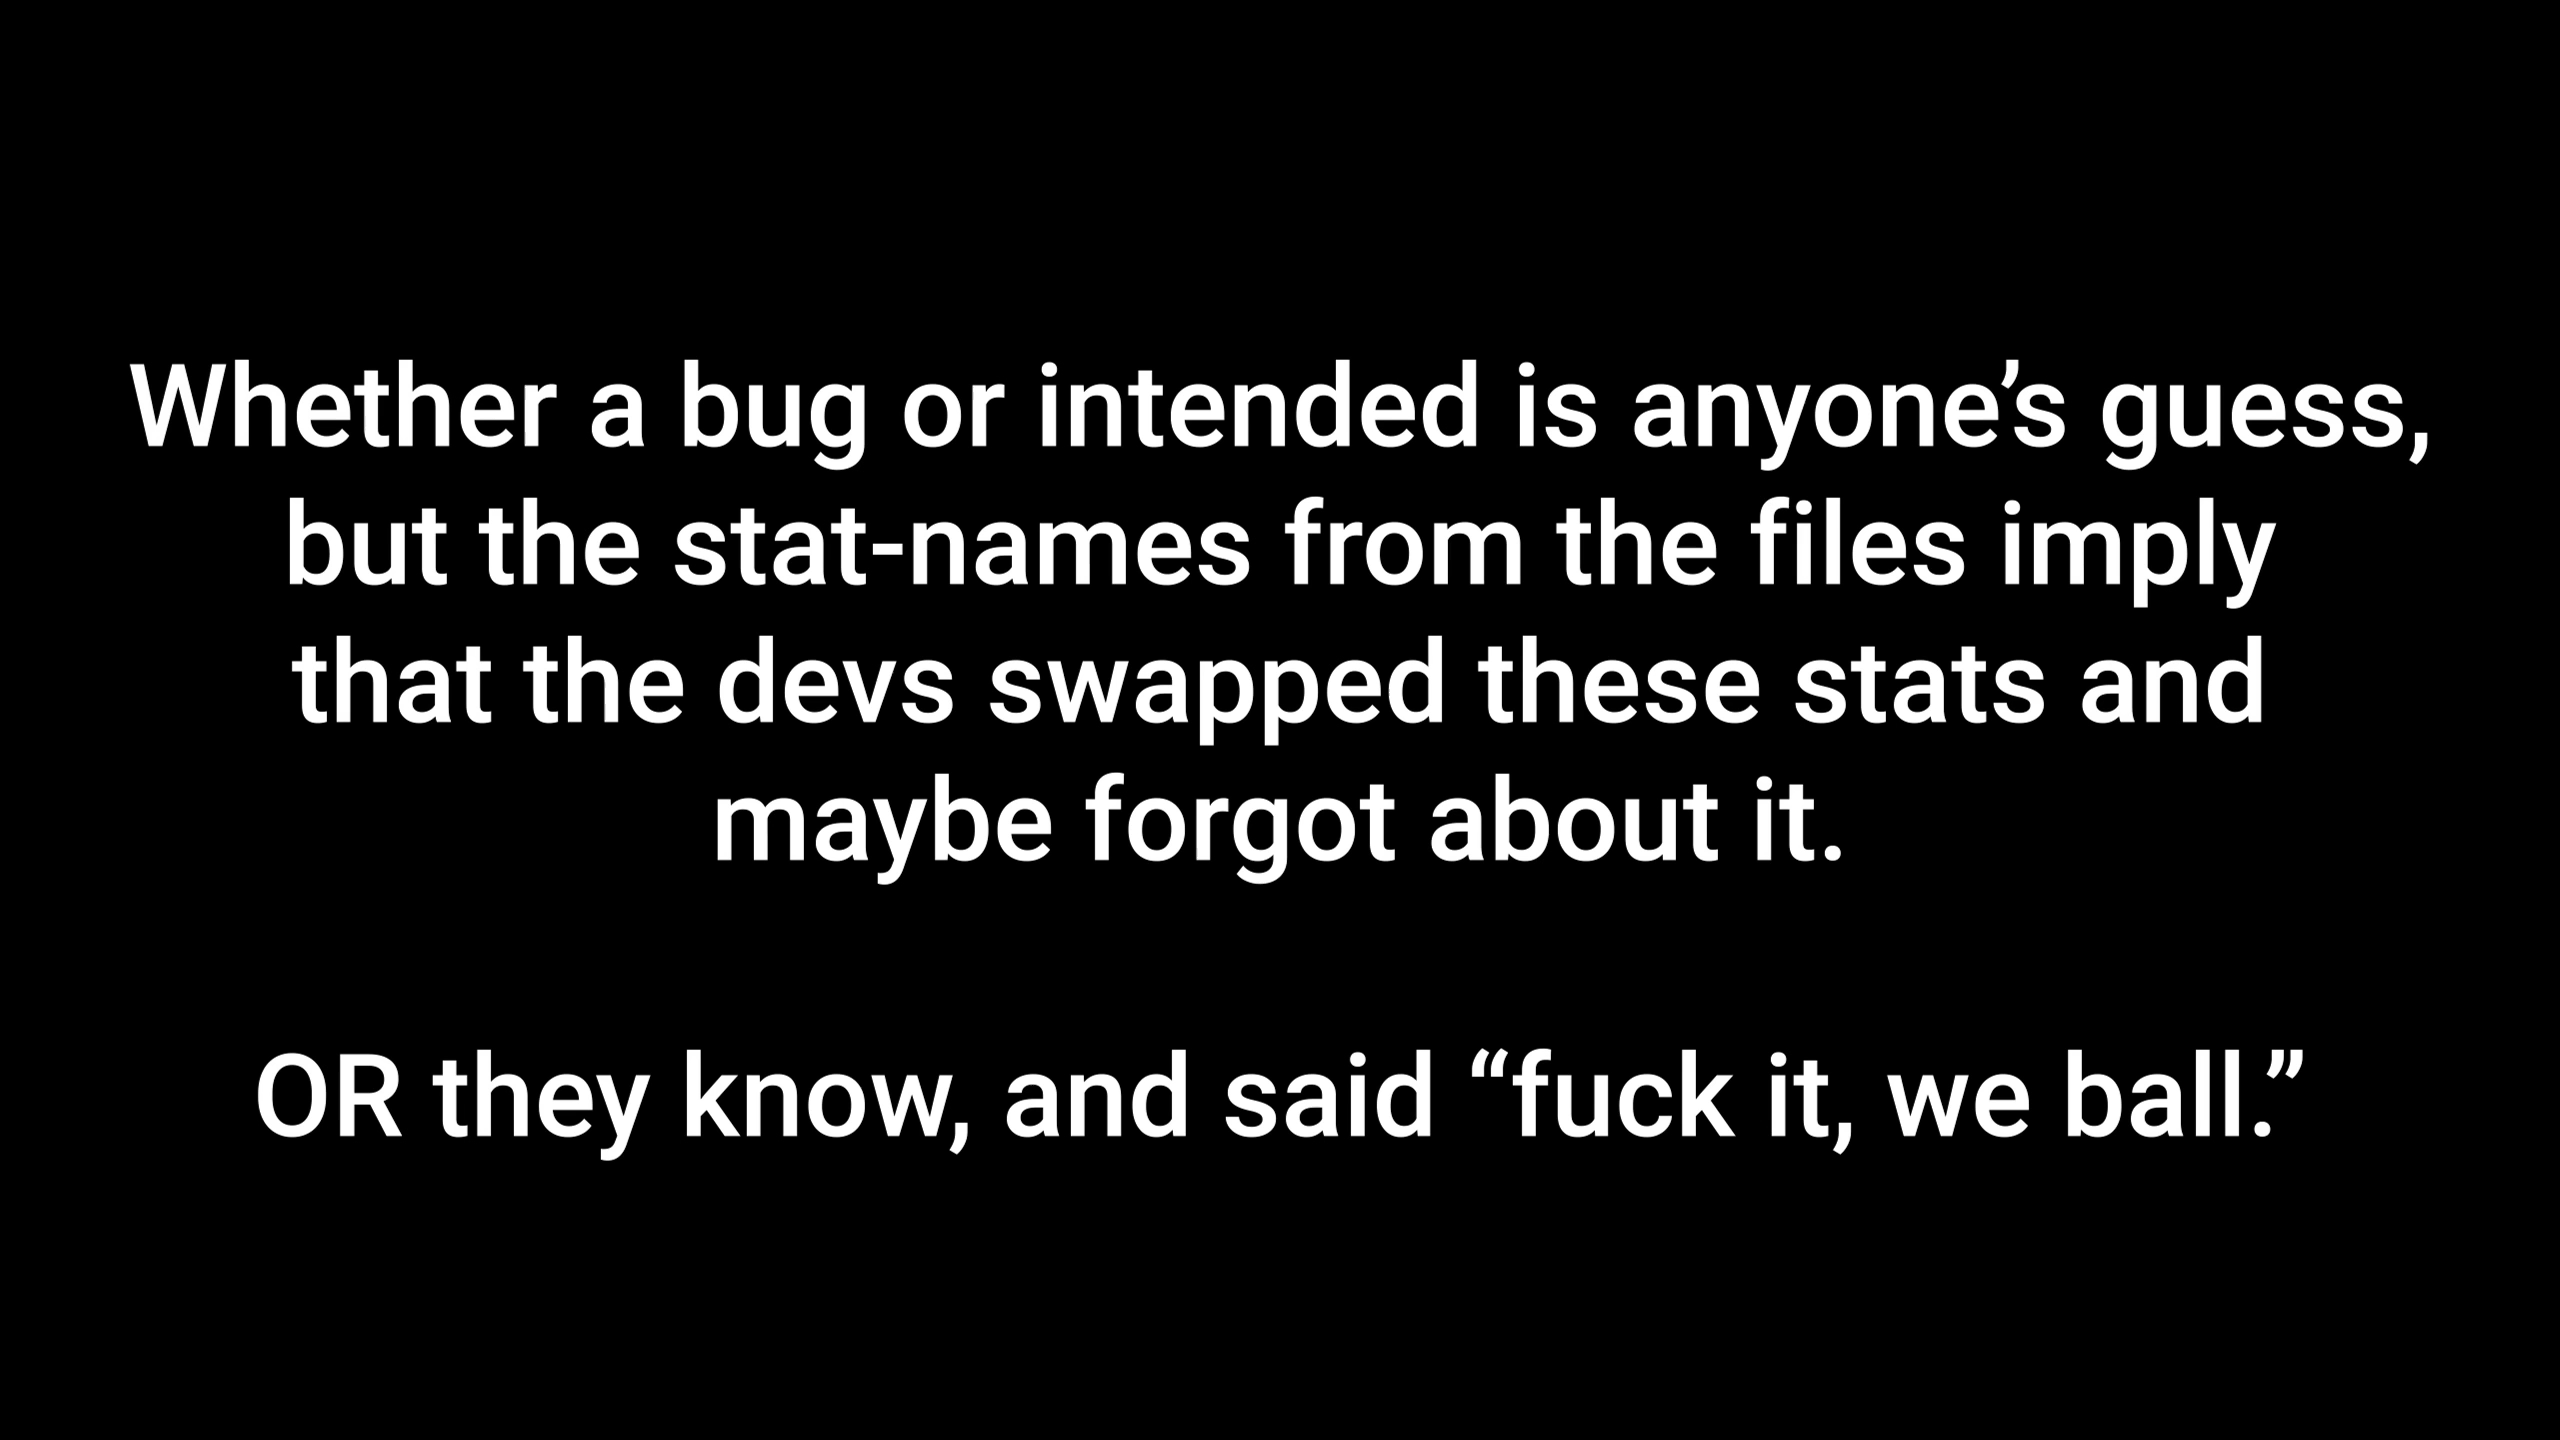 Whether a bug or intended is anyone’s guess,
but the stat-names from the files imply
that the devs swapped these stats and
maybe forgot about it.
OR they know, and said “fuck it, we ball.”